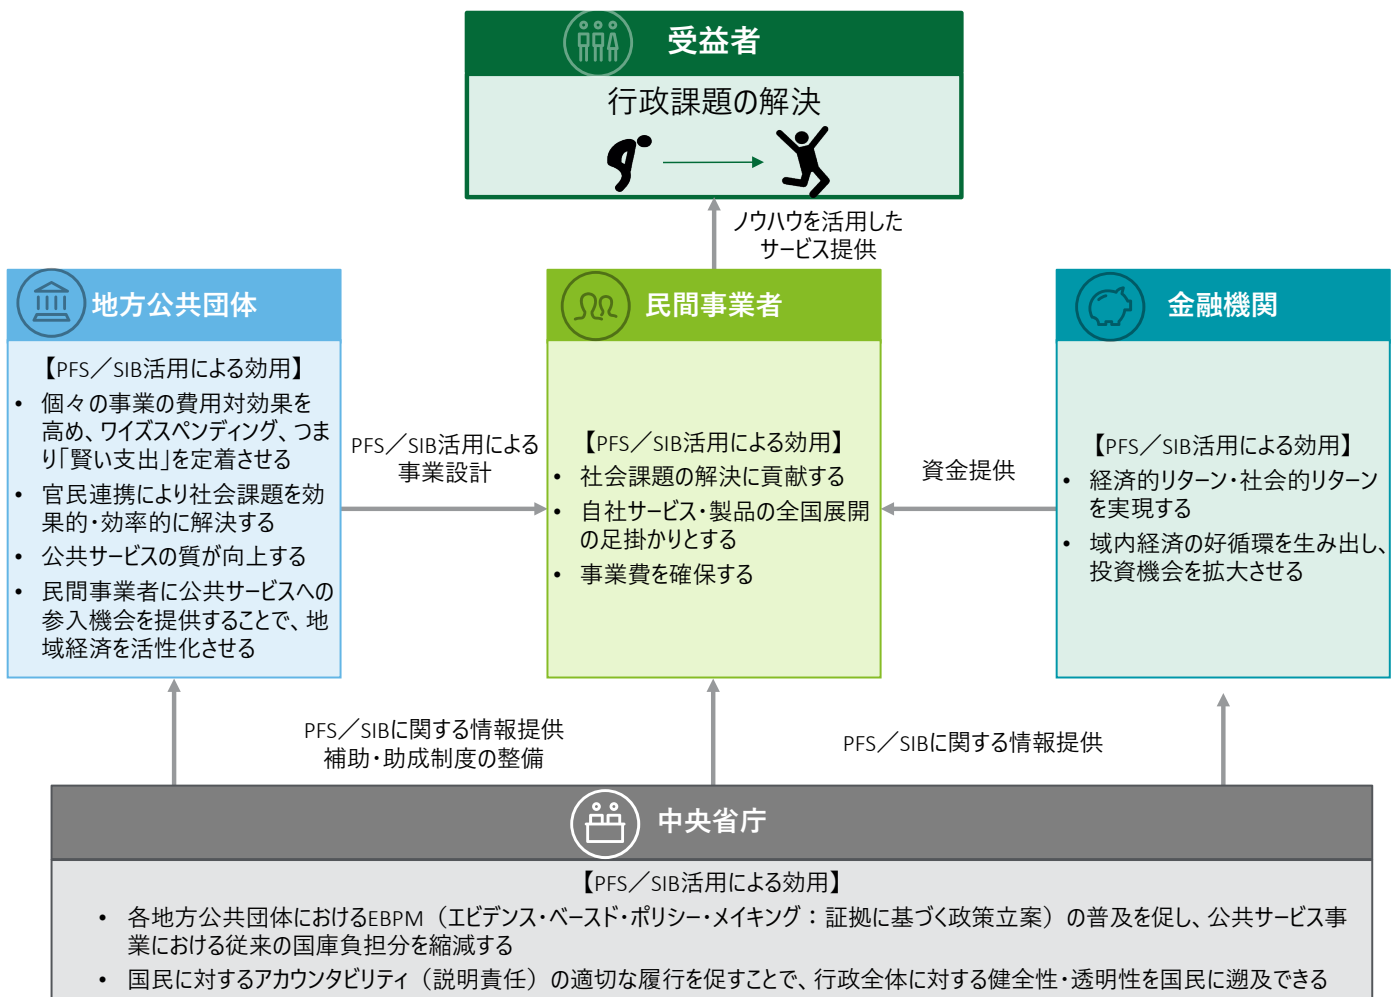 受益者
行政課題の解決
ノウハウを活用した
サービス提供
地方公共団体
【PFS／SIB活用による効用】
• 個々の事業の費用対効果を
高め、ワイズスペンディング、つま
り「賢い支出」を定着させる
• 官民連携により社会課題を効
果的・効率的に解決する
• 公共サービスの質が向上する
• 民間事業者に公共サービスへの
参入機会を提供することで、地
域経済を活性化させる
PFS／SIB活用による
事業設計
民間事業者
【PFS／SIB活用による効用】
• 社会課題の解決に貢献する
• 自社サービス・製品の全国展開
の足掛かりとする
• 事業費を確保する
資金提供
金融機関
【PFS／SIB活用による効用】
• 経済的リターン・社会的リターン
を実現する
• 域内経済の好循環を生み出し、
投資機会を拡大させる
PFS／SIBに関する情報提供
補助・助成制度の整備
PFS／SIBに関する情報提供
中央省庁
【PFS／SIB活用による効用】
• 各地方公共団体におけるEBPM（エビデンス・ベースド・ポリシー・メイキング：証拠に基づく政策立案）の普及を促し、公共サービス事
業における従来の国庫負担分を縮減する
• 国民に対するアカウンタビリティ（説明責任）の適切な履行を促すことで、行政全体に対する健全性・透明性を国民に遡及できる